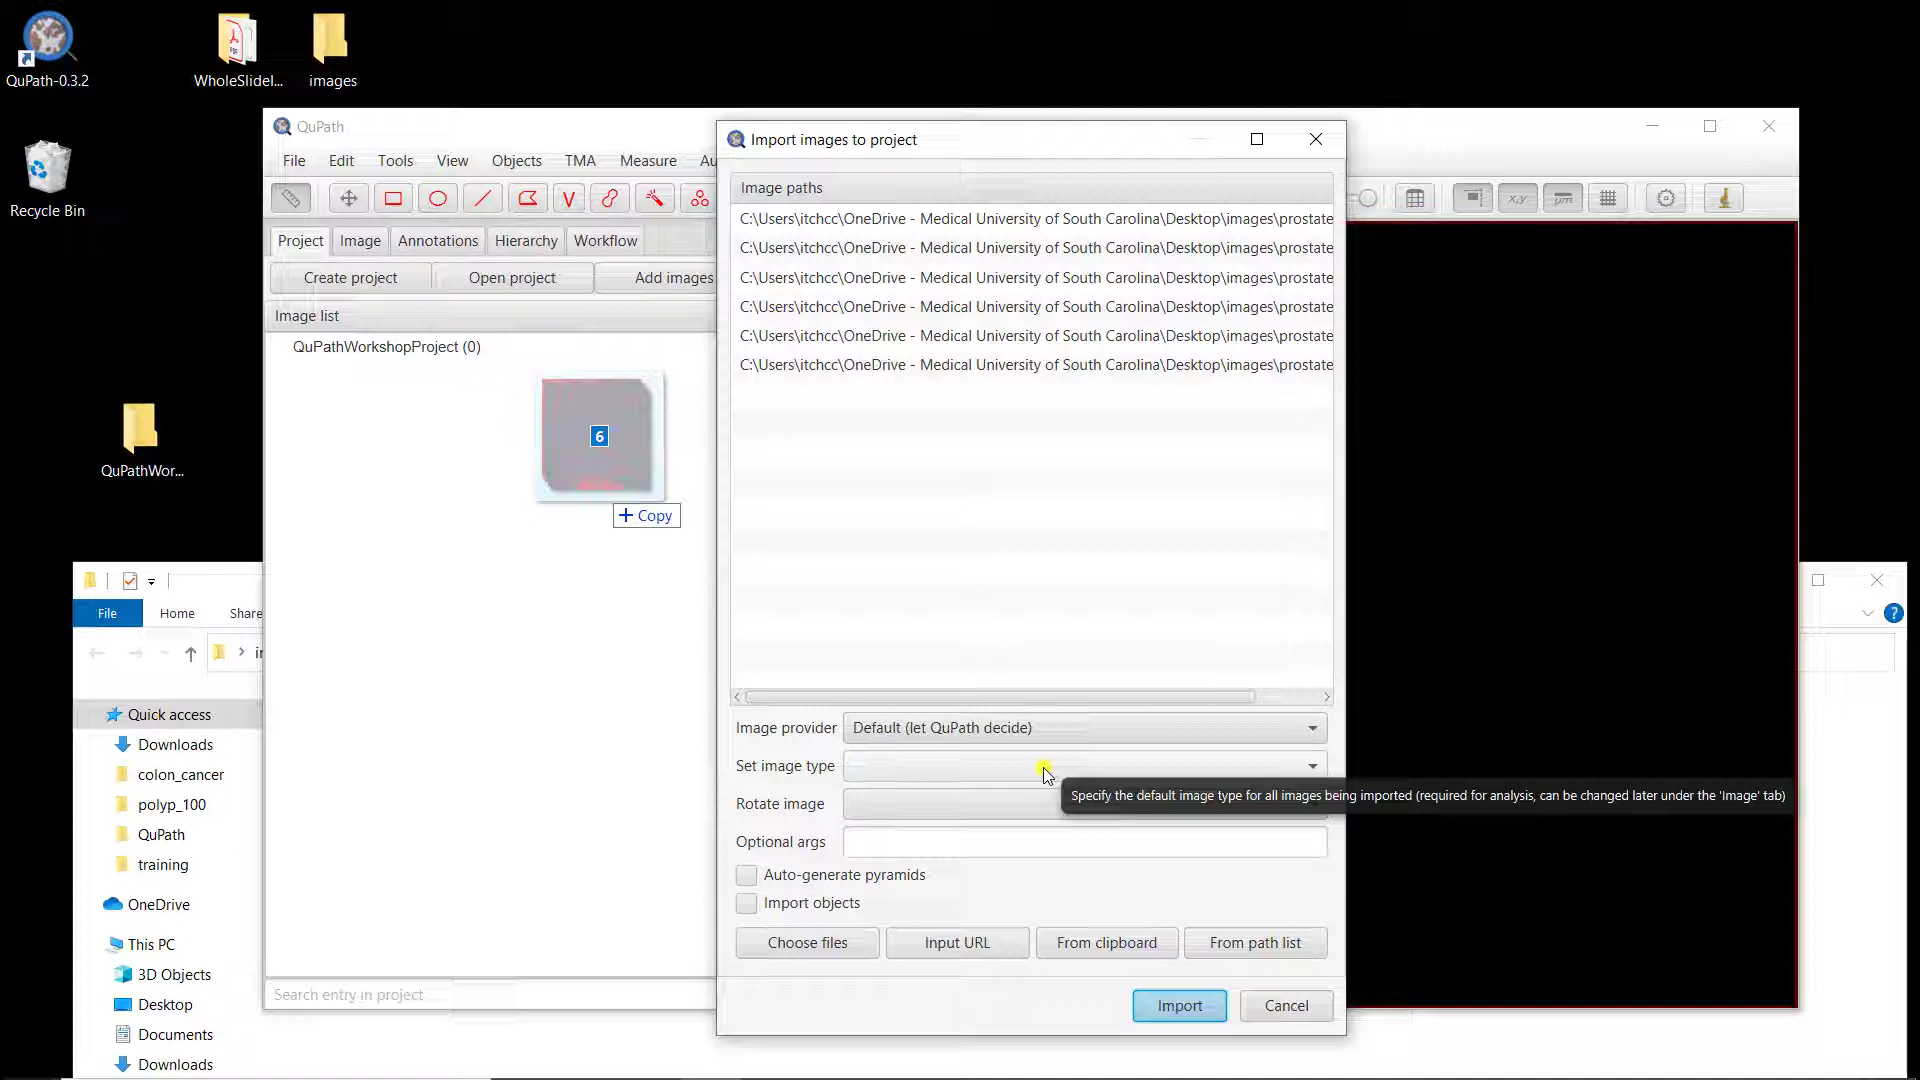 QuPath-0.3.2
WholeSlideI...
images
Recycle Bin
QuPathWor...
QuPath
File Edit Tools View Objects TMA Measure Au
Project Image Annotations Hierarchy Workflow
Create project Open project Add images
Image list
QuPathWorkshopProject (0)
6
+ Copy
Search entry in project
Import images to project
Image paths
C:\Users\itchcc\OneDrive - Medical University of South Carolina\Desktop\images\prostate
C:\Users\itchcc\OneDrive - Medical University of South Carolina\Desktop\images\prostate
C:\Users\itchcc\OneDrive - Medical University of South Carolina\Desktop\images\prostate
C:\Users\itchcc\OneDrive - Medical University of South Carolina\Desktop\images\prostate
C:\Users\itchcc\OneDrive - Medical University of South Carolina\Desktop\images\prostate
C:\Users\itchcc\OneDrive - Medical University of South Carolina\Desktop\images\prostate
Image provider Default (let QuPath decide)
Set image type
Specify the default image type for all images being imported (required for analysis, can be changed later under the 'Image' tab)
Rotate image
Optional args
Auto-generate pyramids
Import objects
Choose files Input URL From clipboard From path list
Import Cancel
x,y
μm
File Home Share
Quick access
Downloads
colon_cancer
polyp_100
QuPath
training
OneDrive
This PC
3D Objects
Desktop
Documents
Downloads